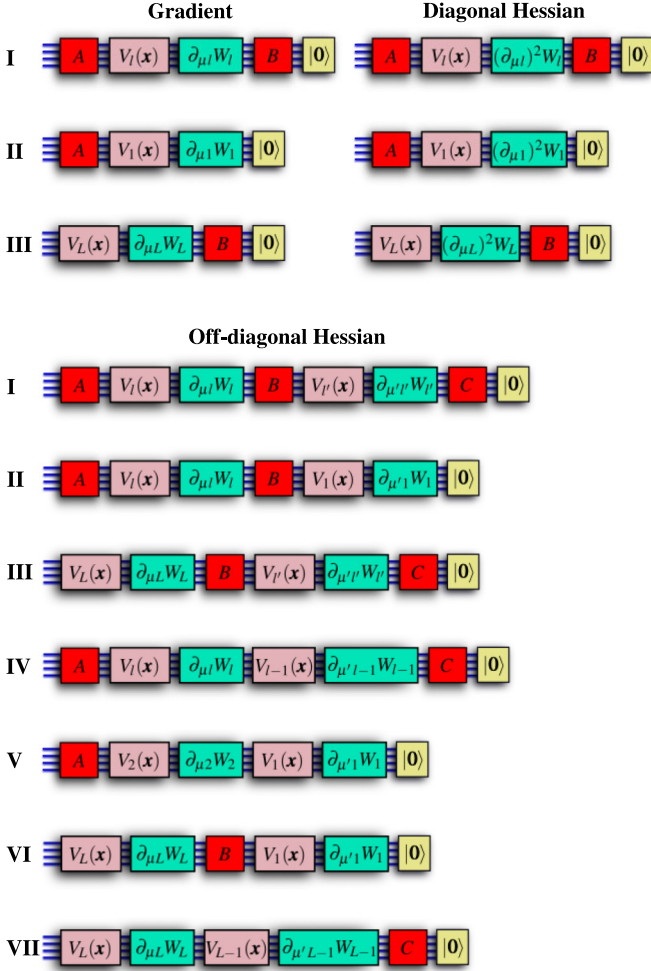 Gradient Diagonal Hessian
I A V_l(x) ∂_{μl}W_l B |0⟩ A V_l(x) (∂_{μl})²W_l B |0⟩
II A V_1(x) ∂_{μ1}W_1 |0⟩ A V_1(x) (∂_{μ1})²W_1 |0⟩
III V_L(x) ∂_{μL}W_L B |0⟩ V_L(x) (∂_{μL})²W_L B |0⟩
Off-diagonal Hessian
I A V_l(x) ∂_{μl}W_l B V_{l′}(x) ∂_{μ′l′}W_{l′} C |0⟩
II A V_l(x) ∂_{μl}W_l B V_1(x) ∂_{μ′1}W_1 |0⟩
III V_L(x) ∂_{μL}W_L B V_{l′}(x) ∂_{μ′l′}W_{l′} C |0⟩
IV A V_l(x) ∂_{μl}W_l V_{l−1}(x) ∂_{μ′l−1}W_{l−1} C |0⟩
V A V_2(x) ∂_{μ2}W_2 V_1(x) ∂_{μ′1}W_1 |0⟩
VI V_L(x) ∂_{μL}W_L B V_1(x) ∂_{μ′1}W_1 |0⟩
VII V_L(x) ∂_{μL}W_L V_{L−1}(x) ∂_{μ′L−1}W_{L−1} C |0⟩